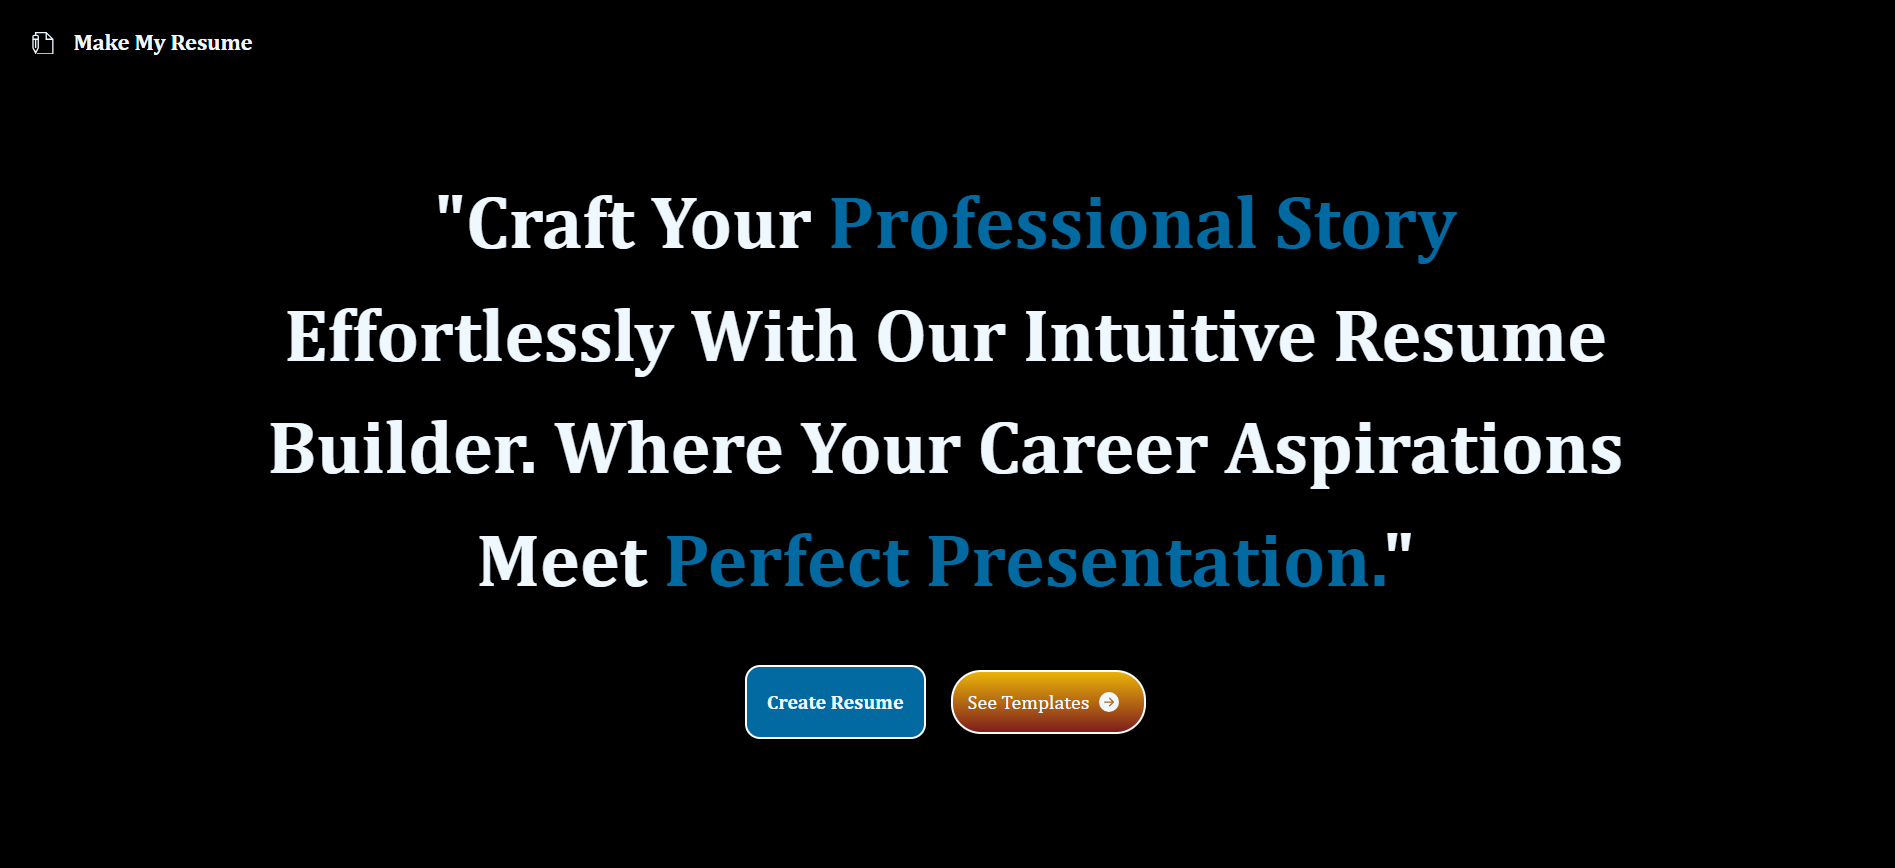 Make My Resume
"Craft Your Professional Story
Effortlessly With Our Intuitive Resume
Builder. Where Your Career Aspirations
Meet Perfect Presentation."
Create Resume
See Templates